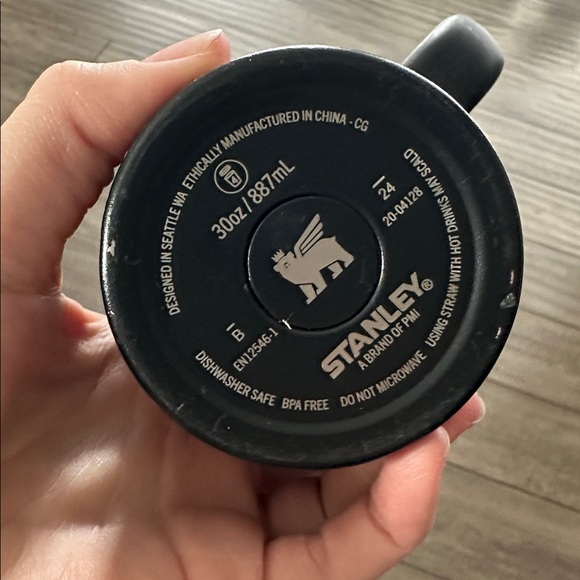 DESIGNED IN SEATTLE WA ETHICALLY MANUFACTURED IN CHINA - CG
4
30oz / 887mL
24
20-04128
I B
EN12546-1
STANLEY®
A BRAND OF PMI
DISHWASHER SAFE BPA FREE DO NOT MICROWAVE USING STRAW WITH HOT DRINKS MAY SCALD